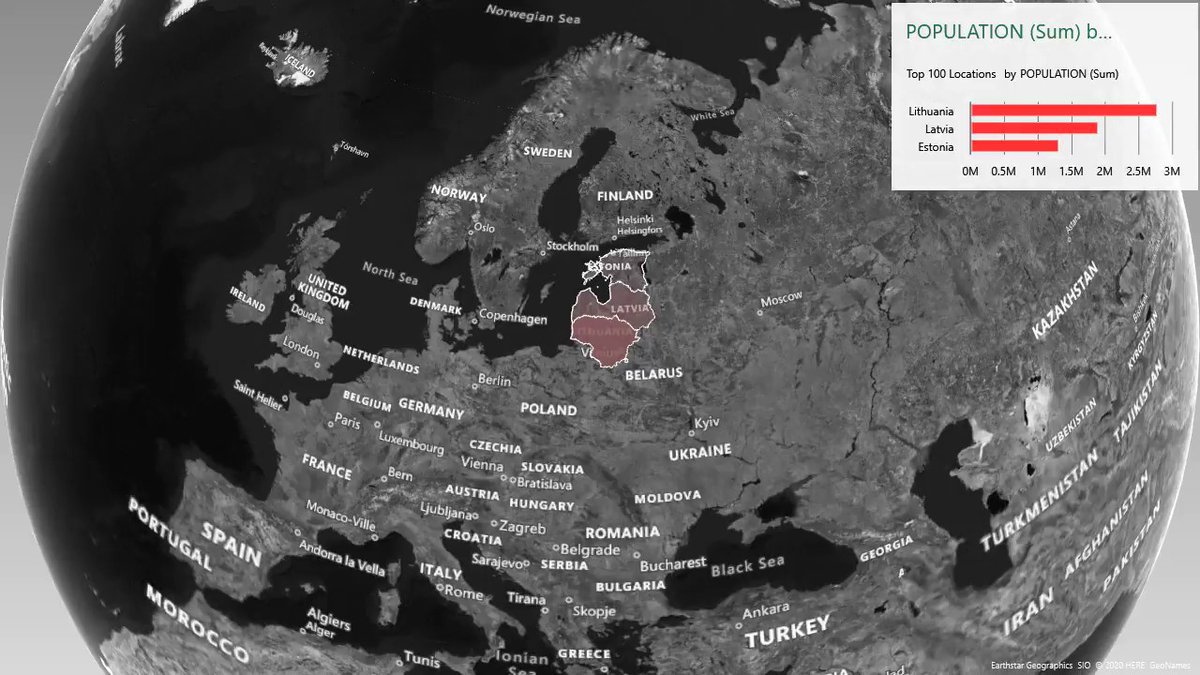 POPULATION (Sum) b...
Top 100 Locations by POPULATION (Sum)
Lithuania
Latvia
Estonia
0M 0.5M 1M 1.5M 2M 2.5M 3M
Norwegian Sea
ICELAND
Tórshavn
White Sea
SWEDEN
NORWAY
FINLAND
Oslo
Helsinki
Helsingfors
Stockholm
Tallinn
ESTONIA
North Sea
UNITED
KINGDOM
IRELAND
Douglas
DENMARK
Copenhagen
LATVIA
LITHUANIA
Moscow
Astana
KAZAKHSTAN
London
NETHERLANDS
BELARUS
Berlin
Saint Helier
BELGIUM
GERMANY
POLAND
Paris
Luxembourg
Kyiv
CZECHIA
UKRAINE
FRANCE
Bern
Vienna
SLOVAKIA
Bratislava
AUSTRIA
HUNGARY
MOLDOVA
KYRGYZSTAN
TAJIKISTAN
UZBEKISTAN
Monaco-Ville
Ljubljana
Zagreb
ROMANIA
CROATIA
Belgrade
TURKMENISTAN
PORTUGAL
SPAIN
Andorra la Vella
Sarajevo
SERBIA
Bucharest
Black Sea
GEORGIA
AFGHANISTAN
PAKISTAN
ITALY
Rome
BULGARIA
Tirana
Skopje
Ankara
TURKEY
IRAN
MOROCCO
Algiers
Alger
Tunis
Ionian
Sea
GREECE
Earthstar Geographics SIO © 2020 HERE GeoNames